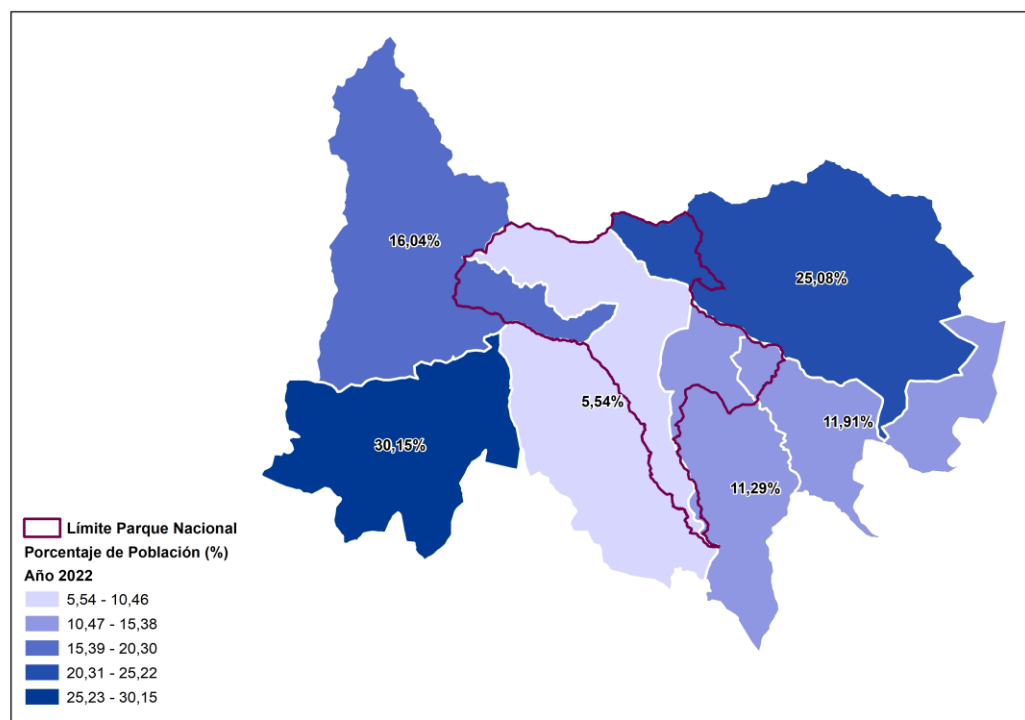 16,04%
25,08%
5,54%
11,91%
30,15%
11,29%
Límite Parque Nacional
Porcentaje de Población (%)
Año 2022
5,54 - 10,46
10,47 - 15,38
15,39 - 20,30
20,31 - 25,22
25,23 - 30,15